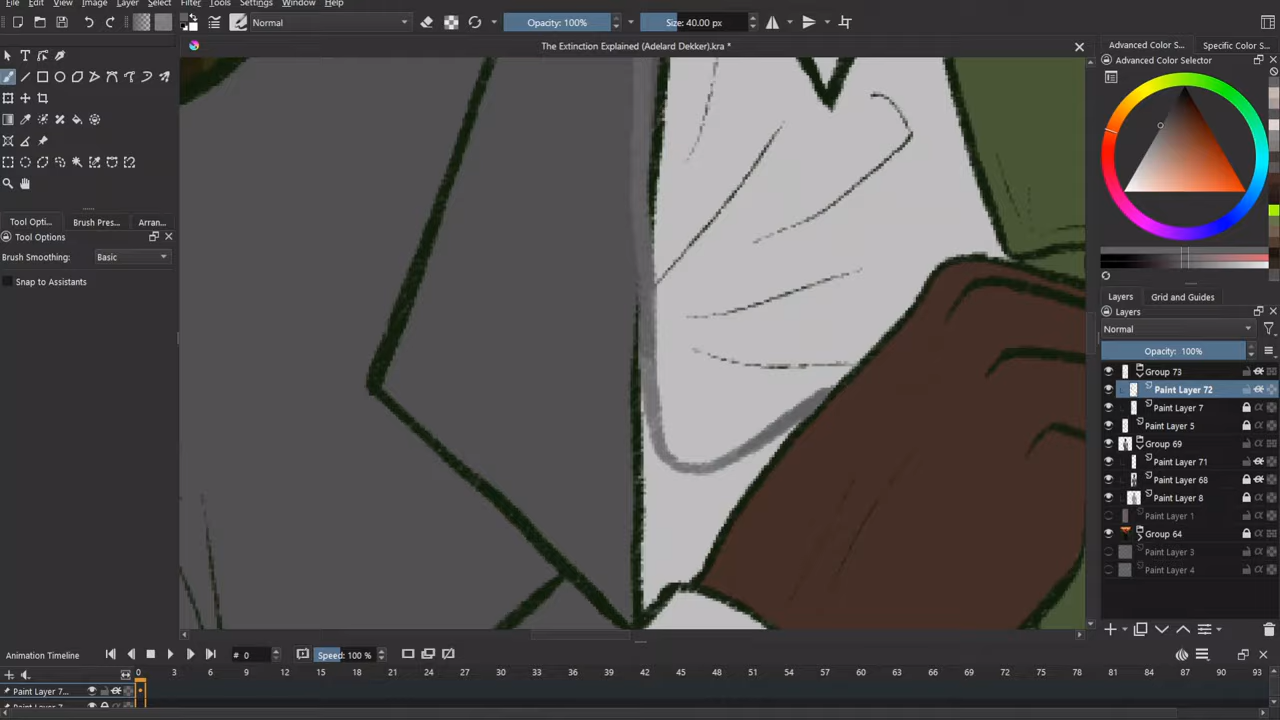 File Edit View Image Layer Select Filter Tools Settings Window Help
Normal Opacity: 100% Size: 40.00 px
The Extinction Explained (Adelard Dekker).kra *
Advanced Color S... Specific Color S...
Advanced Color Selector
Tool Opti... Brush Pres... Arran...
Tool Options
Brush Smoothing: Basic
Snap to Assistants
Layers Grid and Guides
Layers
Normal
Opacity: 100%
Group 73
Paint Layer 72
Paint Layer 7
Paint Layer 5
Group 69
Paint Layer 71
Paint Layer 68
Paint Layer 8
Paint Layer 1
Group 64
Paint Layer 3
Paint Layer 4
Animation Timeline # 0 Speed: 100 %
0 3 6 9 12 15 18 21 24 27 30 33 36 39 42 45 48 51 54 57 60 63 66 69 72 75 78 81 84 87 90 93
Paint Layer 7...